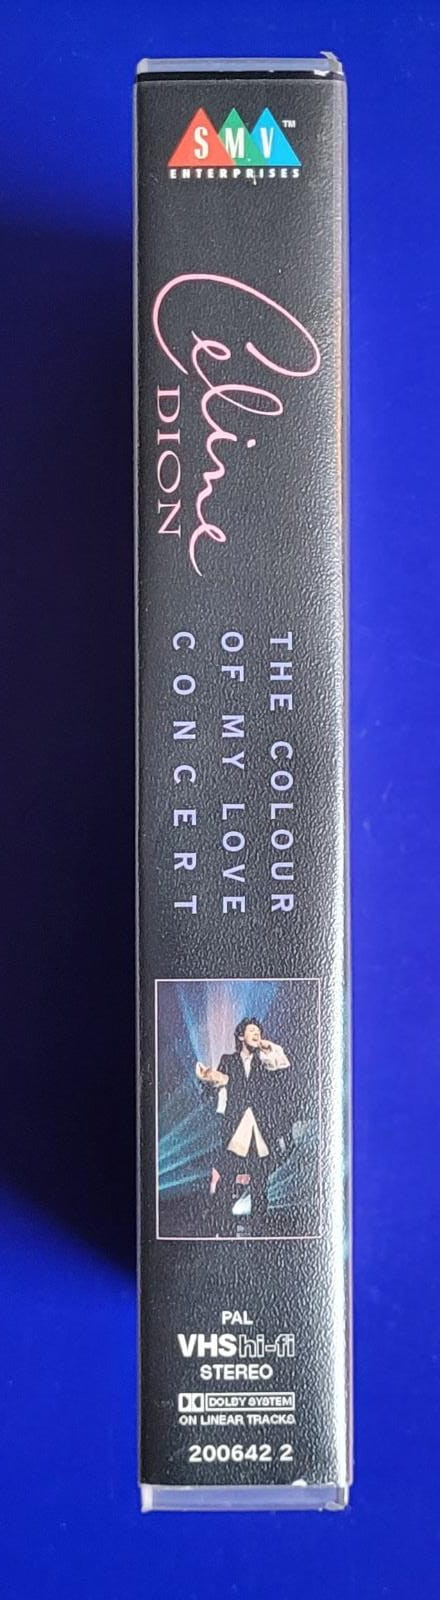 SMV™
ENTERPRISES
Celine
DION
THE COLOUR
OF MY LOVE
CONCERT
PAL
VHS hi-fi
STEREO
DOLBY SYSTEM
ON LINEAR TRACKS
200642 2